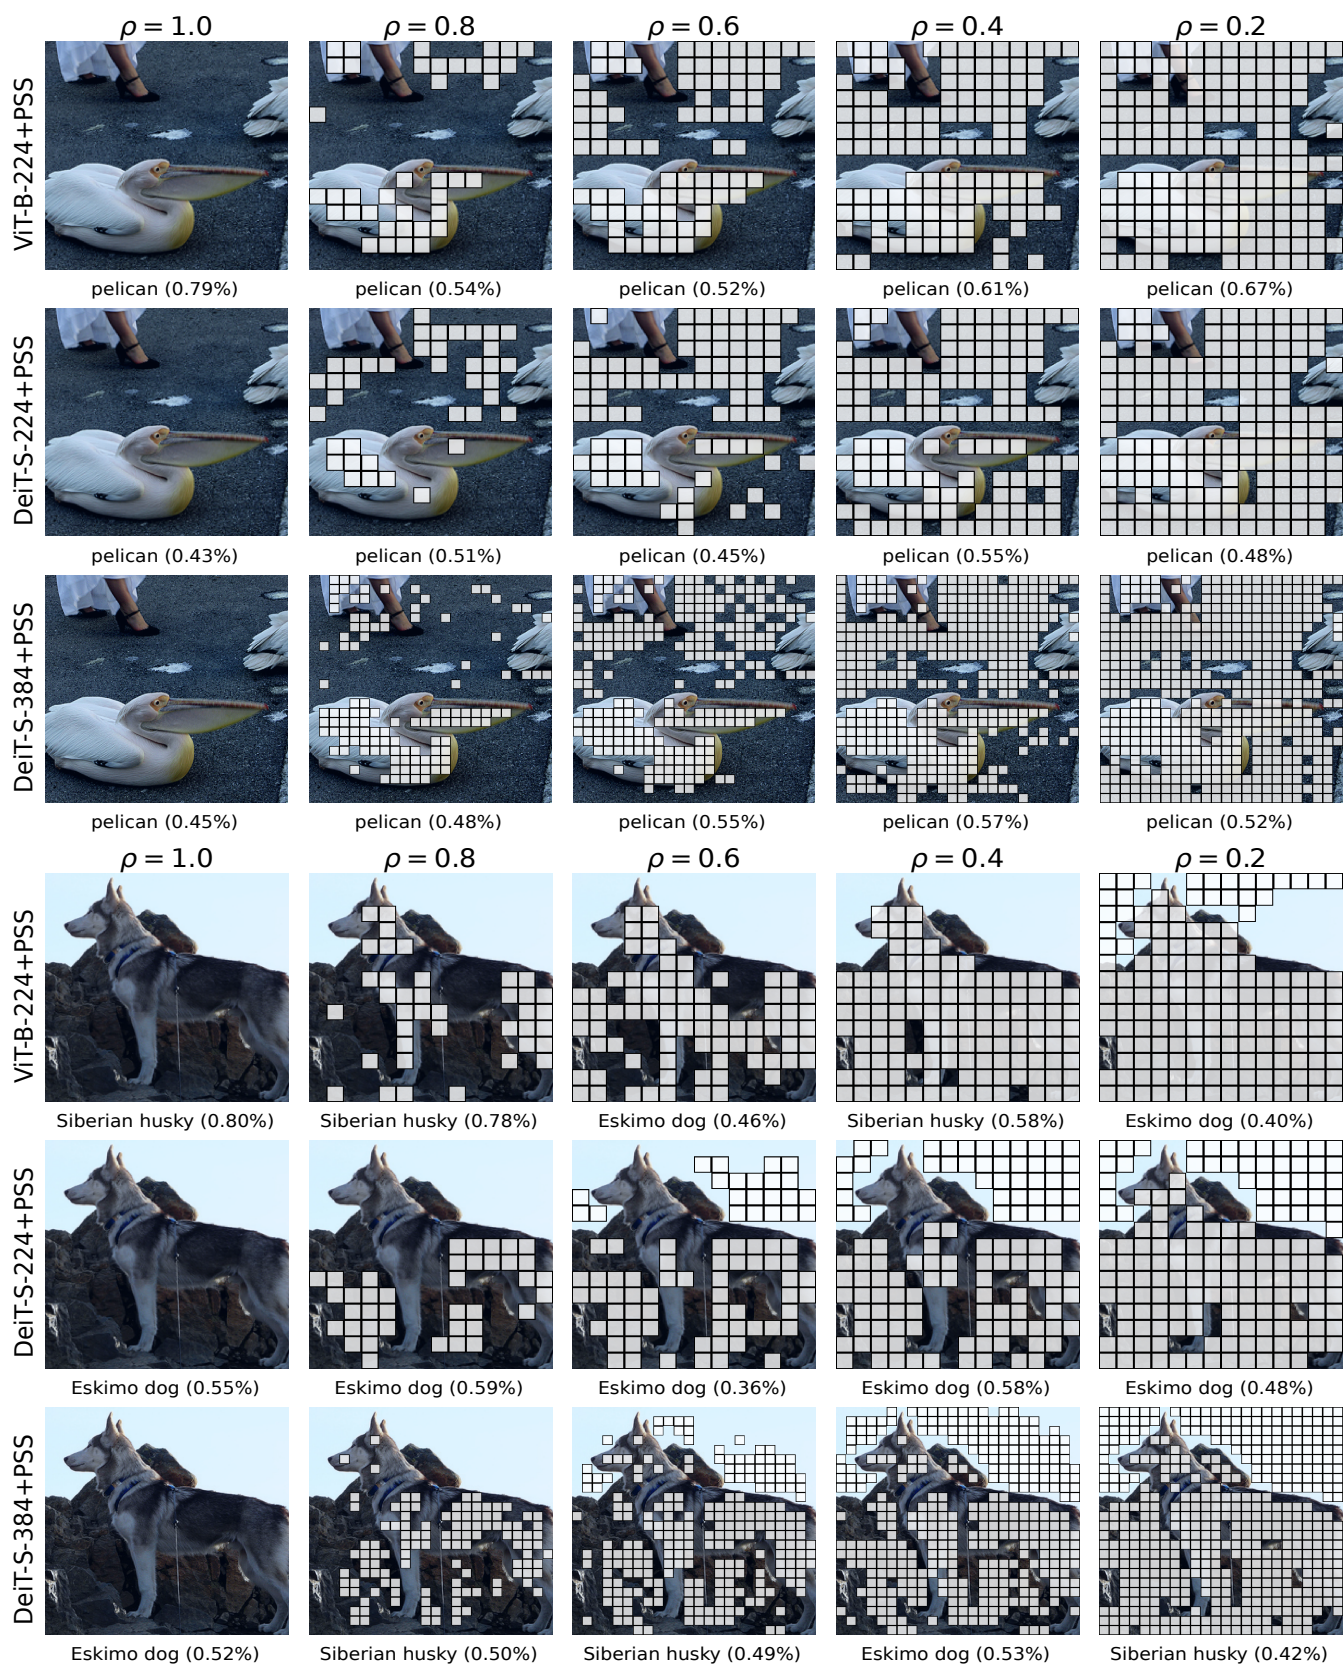 ρ = 1.0 ρ = 0.8 ρ = 0.6 ρ = 0.4 ρ = 0.2
ViT-B-224+PSS
pelican (0.79%) pelican (0.54%) pelican (0.52%) pelican (0.61%) pelican (0.67%)
DeiT-S-224+PSS
pelican (0.43%) pelican (0.51%) pelican (0.45%) pelican (0.55%) pelican (0.48%)
DeiT-S-384+PSS
pelican (0.45%) pelican (0.48%) pelican (0.55%) pelican (0.57%) pelican (0.52%)
ρ = 1.0 ρ = 0.8 ρ = 0.6 ρ = 0.4 ρ = 0.2
ViT-B-224+PSS
Siberian husky (0.80%) Siberian husky (0.78%) Eskimo dog (0.46%) Siberian husky (0.58%) Eskimo dog (0.40%)
DeiT-S-224+PSS
Eskimo dog (0.55%) Eskimo dog (0.59%) Eskimo dog (0.36%) Eskimo dog (0.58%) Eskimo dog (0.48%)
DeiT-S-384+PSS
Eskimo dog (0.52%) Siberian husky (0.50%) Siberian husky (0.49%) Eskimo dog (0.53%) Siberian husky (0.42%)